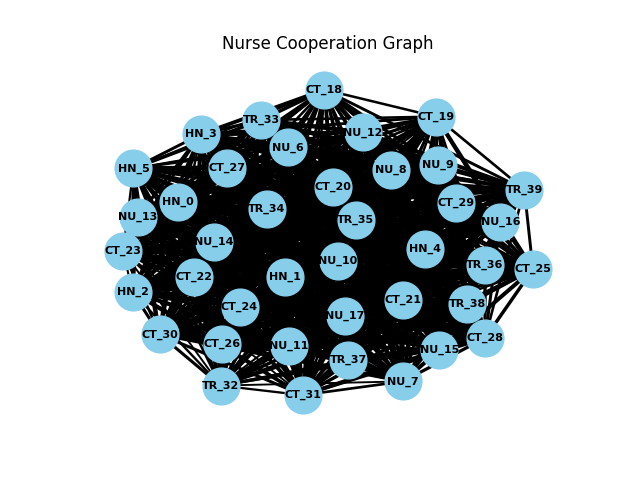 Nurse Cooperation Graph
CT_18
CT_19
TR_33
NU_12
HN_3
NU_6
NU_9
HN_5
CT_27
NU_8
CT_20
TR_39
HN_0
CT_29
TR_34
NU_13
TR_35
NU_16
NU_14
HN_4
CT_23
NU_10
TR_36
CT_25
CT_22
HN_1
HN_2
CT_21
TR_38
CT_24
NU_17
CT_30
CT_28
CT_26
NU_11
NU_15
TR_37
NU_7
TR_32
CT_31